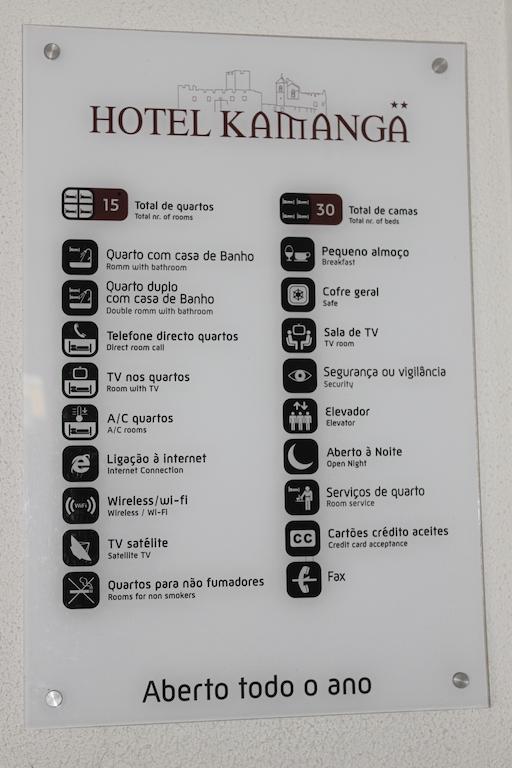 HOTEL KAMANGA
15
Total de quartos
Total nr. of rooms
Quarto com casa de Banho
Romm with bathroom
Quarto duplo
com casa de Banho
Double romm with bathroom
Telefone directo quartos
Direct room call
TV nos quartos
Room with TV
A/C quartos
A/C rooms
Ligação à internet
Internet Connection
WiFi
Wireless/wi-fi
Wireless / Wi-Fi
TV satélite
Satellite TV
Quartos para não fumadores
Rooms for non smokers
30
Total de camas
Total nr. of beds
Pequeno almoço
Breakfast
Cofre geral
Safe
Sala de TV
TV room
Segurança ou vigilância
Security
Elevador
Elevator
Aberto à Noite
Open Night
Serviços de quarto
Room service
CC
Cartões crédito aceites
Credit card acceptance
Fax
Aberto todo o ano